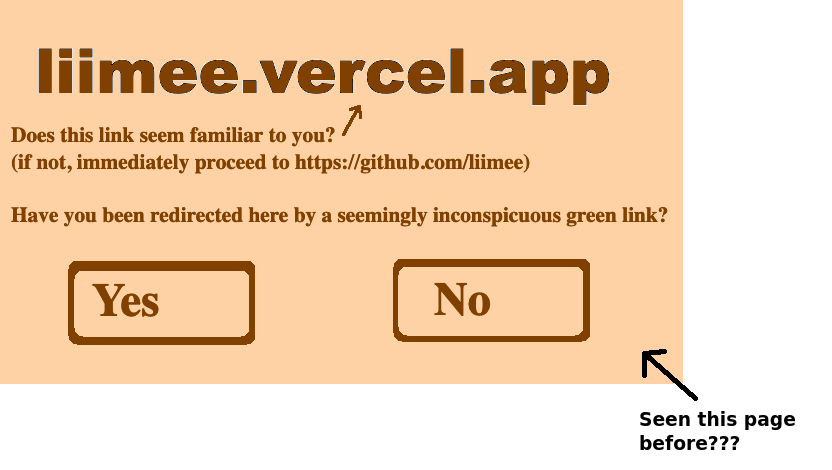 liimee.vercel.app
Does this link seem familiar to you?
(if not, immediately proceed to https://github.com/liimee)
Have you been redirected here by a seemingly inconspicuous green link?
Yes
No
Seen this page
before???